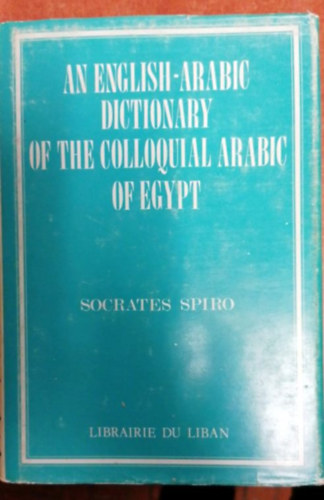 AN ENGLISH-ARABIC
DICTIONARY
OF THE COLLOQUIAL ARABIC
OF EGYPT
SOCRATES SPIRO
LIBRAIRIE DU LIBAN